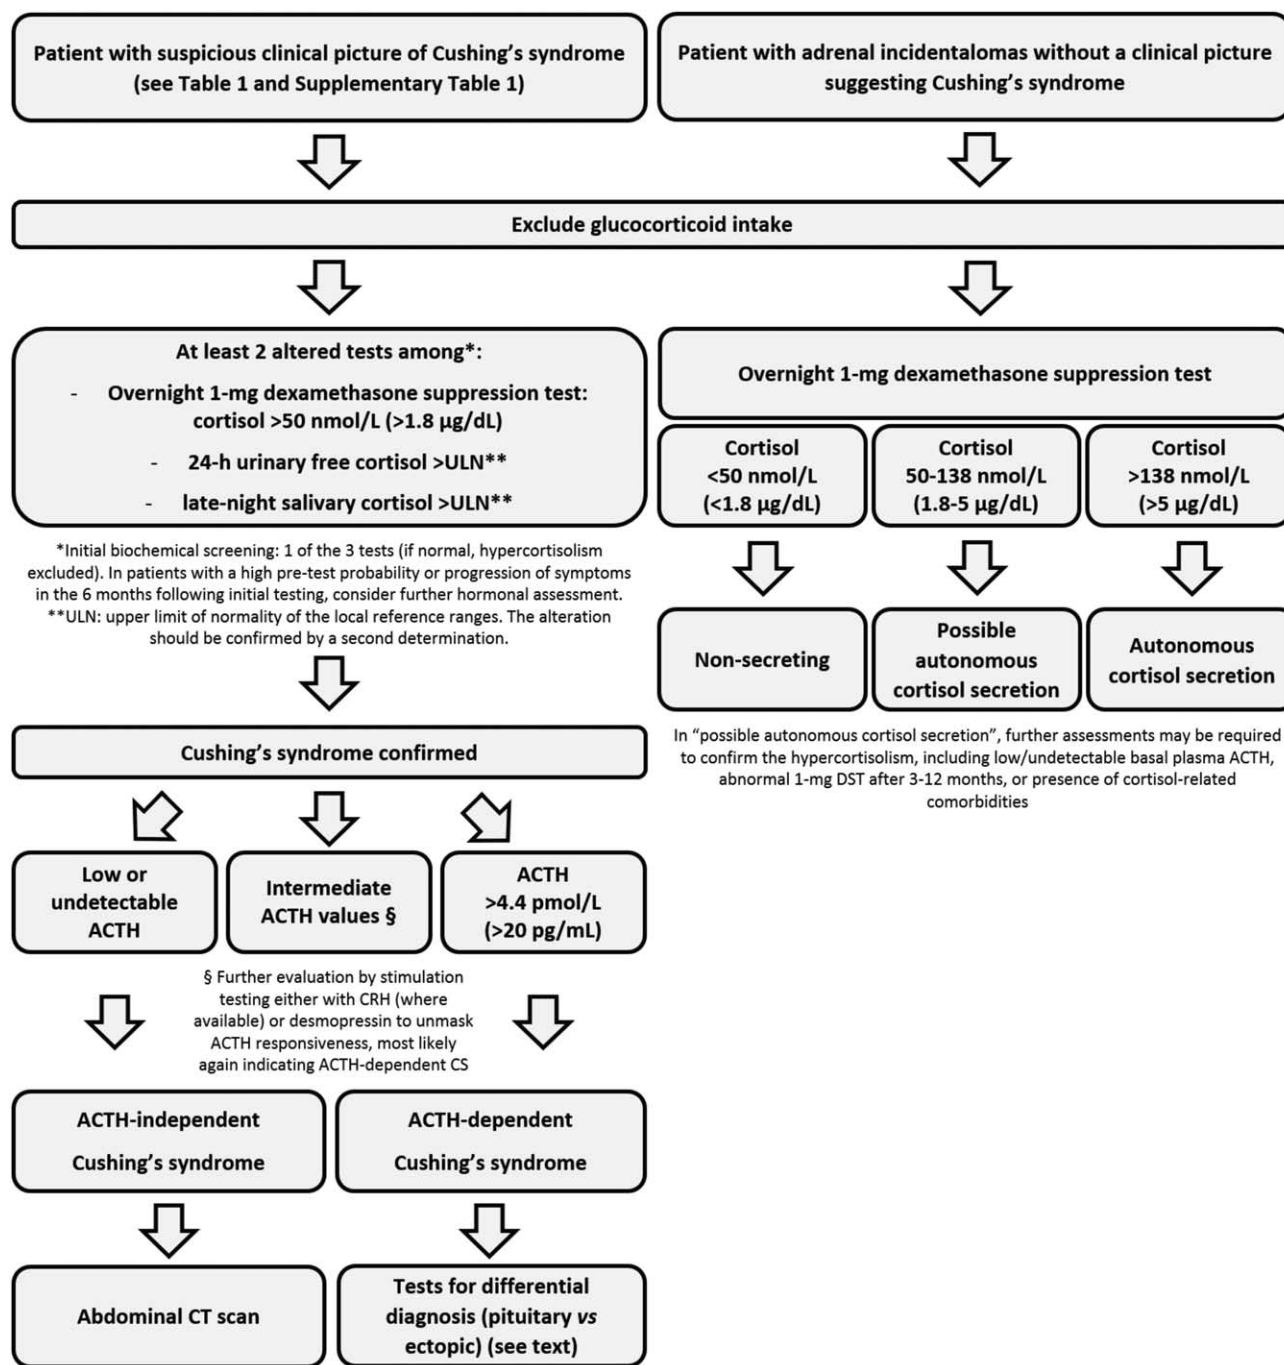 Patient with suspicious clinical picture of Cushing's syndrome
(see Table 1 and Supplementary Table 1)
Patient with adrenal incidentalomas without a clinical picture
suggesting Cushing's syndrome
Exclude glucocorticoid intake
At least 2 altered tests among*:
- Overnight 1-mg dexamethasone suppression test:
cortisol >50 nmol/L (>1.8 µg/dL)
- 24-h urinary free cortisol >ULN**
- late-night salivary cortisol >ULN**
*Initial biochemical screening: 1 of the 3 tests (if normal, hypercortisolism
excluded). In patients with a high pre-test probability or progression of symptoms
in the 6 months following initial testing, consider further hormonal assessment.
**ULN: upper limit of normality of the local reference ranges. The alteration
should be confirmed by a second determination.
Cushing's syndrome confirmed
Low or
undetectable
ACTH
Intermediate
ACTH values §
ACTH
>4.4 pmol/L
(>20 pg/mL)
§ Further evaluation by stimulation
testing either with CRH (where
available) or desmopressin to unmask
ACTH responsiveness, most likely
again indicating ACTH-dependent CS
ACTH-independent
Cushing's syndrome
ACTH-dependent
Cushing's syndrome
Abdominal CT scan
Tests for differential
diagnosis (pituitary vs
ectopic) (see text)
Overnight 1-mg dexamethasone suppression test
Cortisol
<50 nmol/L
(<1.8 µg/dL)
Cortisol
50-138 nmol/L
(1.8-5 µg/dL)
Cortisol
>138 nmol/L
(>5 µg/dL)
Non-secreting
Possible
autonomous
cortisol secretion
Autonomous
cortisol secretion
In "possible autonomous cortisol secretion", further assessments may be required
to confirm the hypercortisolism, including low/undetectable basal plasma ACTH,
abnormal 1-mg DST after 3-12 months, or presence of cortisol-related
comorbidities